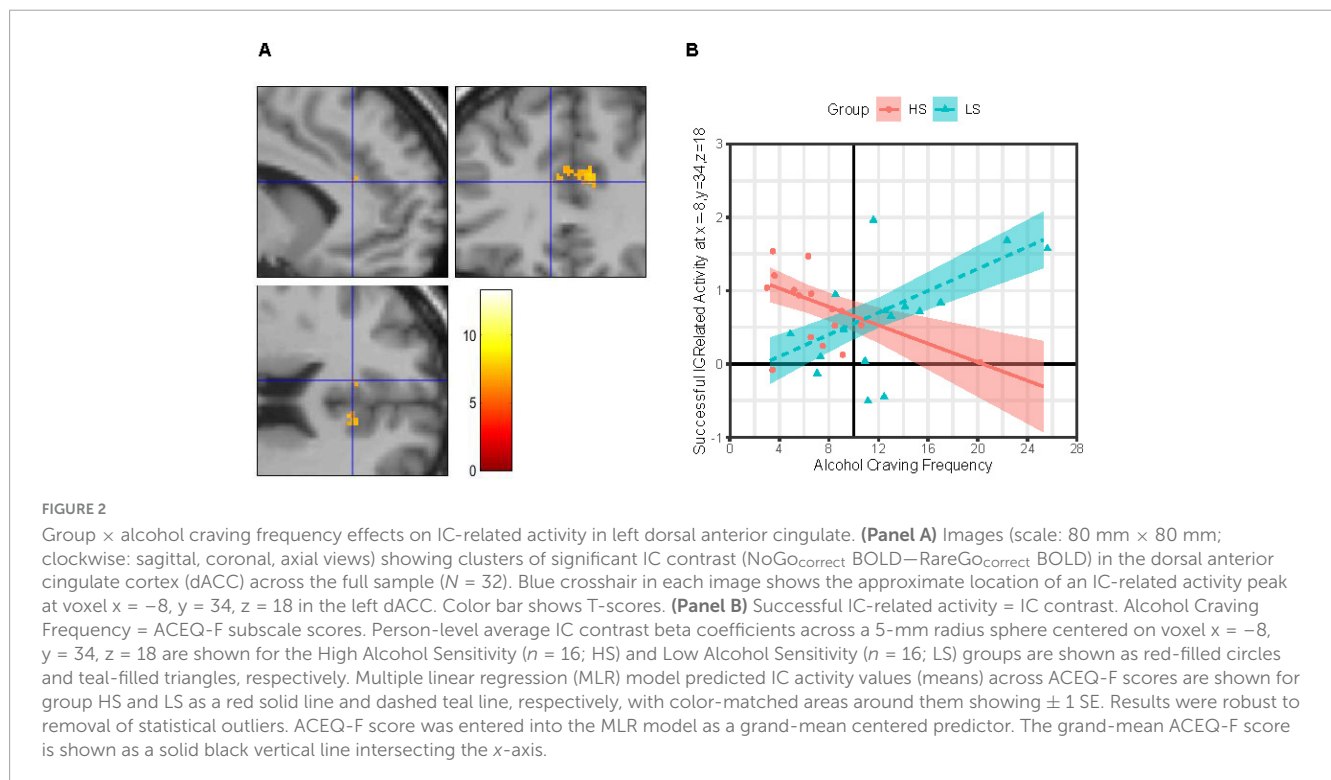 A
B
Group HS LS
10
5
0
Successful ICRelated Activity at x =-8,y=34,z=18
3
2
1
0
-1
0 4 8 12 16 20 24 28
Alcohol Craving Frequency
FIGURE 2
Group × alcohol craving frequency effects on IC-related activity in left dorsal anterior cingulate. (Panel A) Images (scale: 80 mm × 80 mm;
clockwise: sagittal, coronal, axial views) showing clusters of significant IC contrast (NoGocorrect BOLD—RareGocorrect BOLD) in the dorsal anterior
cingulate cortex (dACC) across the full sample (N = 32). Blue crosshair in each image shows the approximate location of an IC-related activity peak
at voxel x = −8, y = 34, z = 18 in the left dACC. Color bar shows T-scores. (Panel B) Successful IC-related activity = IC contrast. Alcohol Craving
Frequency = ACEQ-F subscale scores. Person-level average IC contrast beta coefficients across a 5-mm radius sphere centered on voxel x = −8,
y = 34, z = 18 are shown for the High Alcohol Sensitivity (n = 16; HS) and Low Alcohol Sensitivity (n = 16; LS) groups are shown as red-filled circles
and teal-filled triangles, respectively. Multiple linear regression (MLR) model predicted IC activity values (means) across ACEQ-F scores are shown for
group HS and LS as a red solid line and dashed teal line, respectively, with color-matched areas around them showing ± 1 SE. Results were robust to
removal of statistical outliers. ACEQ-F score was entered into the MLR model as a grand-mean centered predictor. The grand-mean ACEQ-F score
is shown as a solid black vertical line intersecting the x-axis.